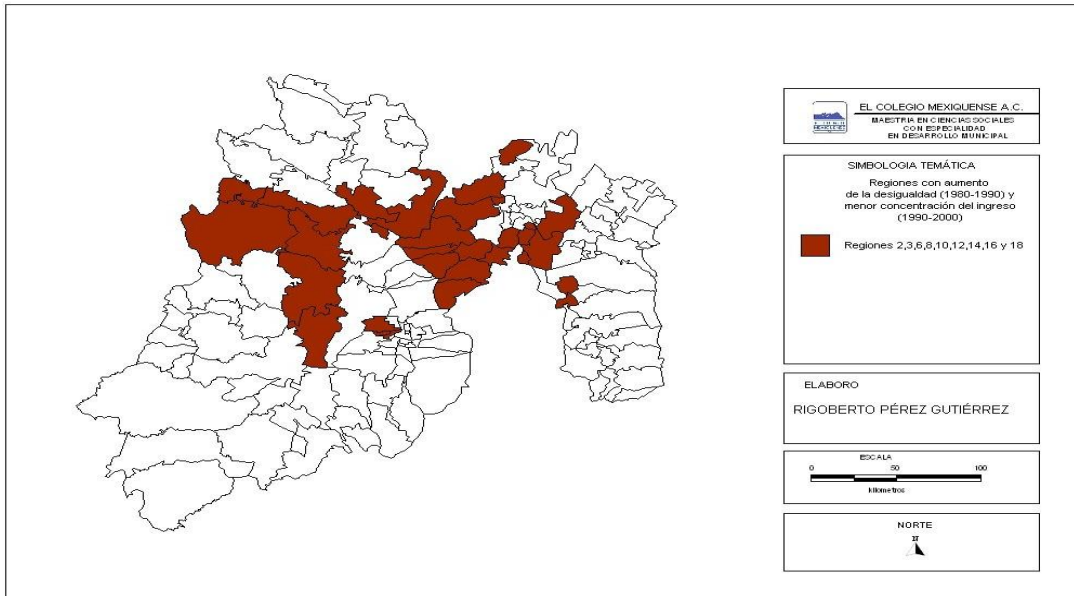 EL COLEGIO MEXIQUENSE A.C.
MAESTRIA EN CIENCIAS SOCIALES
CON ESPECIALIDAD
EN DESARROLLO MUNICIPAL
SIMBOLOGIA TEMÁTICA
Regiones con aumento
de la desigualdad (1980-1990) y
menor concentración del ingreso
(1990-2000)
Regiones 2,3,6,8,10,12,14,16 y 18
ELABORO
RIGOBERTO PÉREZ GUTIÉRREZ
ESCALA
0 50 100
kilometros
NORTE
N